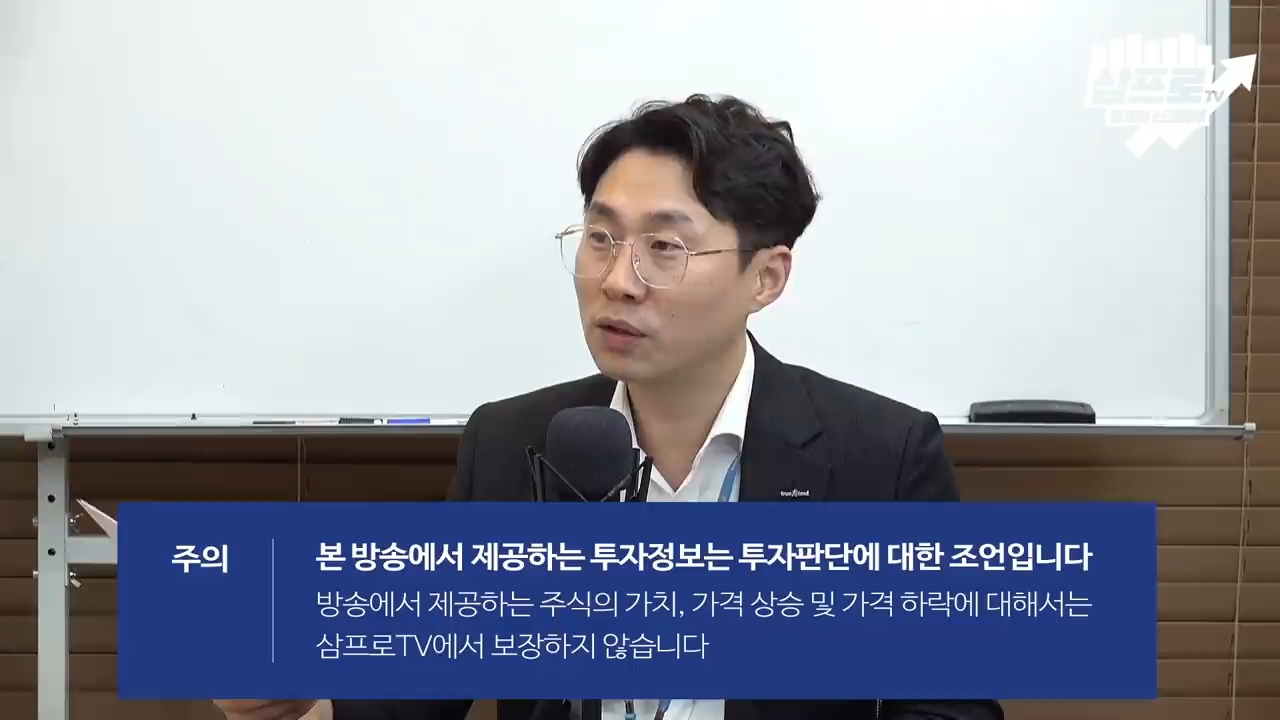 삼프로TV
주의
본 방송에서 제공하는 투자정보는 투자판단에 대한 조언입니다
방송에서 제공하는 주식의 가치, 가격 상승 및 가격 하락에 대해서는
삼프로TV에서 보장하지 않습니다